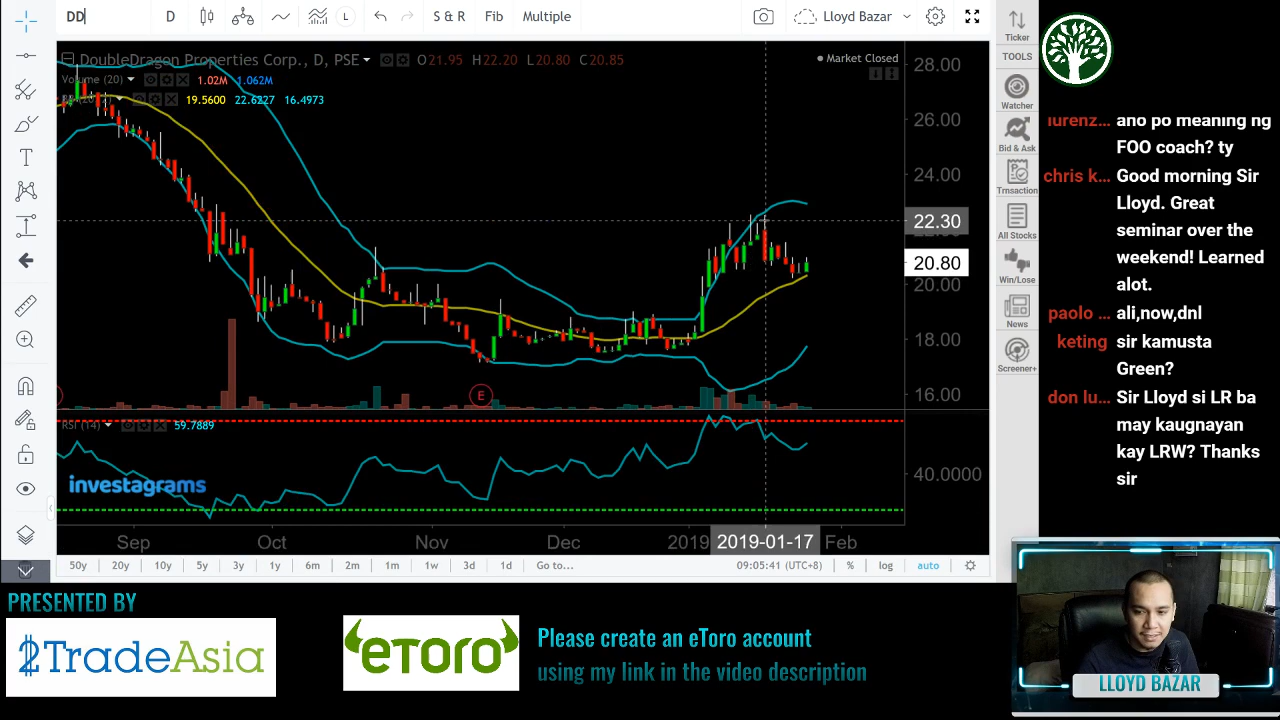 DD
D
L
S & R
Fib
Multiple
Lloyd Bazar
DoubleDragon Properties Corp., D, PSE
O21.95 H22.20 L20.80 C20.85
Market Closed
Volume (20)
1.02M 1.062M
19.5600 22.6227 16.4973
28.00
26.00
24.00
22.30
20.80
20.00
18.00
16.00
E
RSI (14)
59.7889
40.0000
investagrams
Sep
Oct
Nov
Dec
2019
2019-01-17
Feb
50y 20y 10y 5y 3y 1y 6m 2m 1m 1w 3d 1d Go to...
09:05:41 (UTC+8)
%
log
auto
Ticker
TOOLS
Watcher
Bid & Ask
Trnsaction
All Stocks
Win/Lose
News
Screener+
ano po meaning ng
FOO coach? ty
chris k... Good morning Sir
Lloyd. Great
seminar over the
weekend! Learned
alot.
paolo ... ali,now,dnl
keting sir kamusta
Green?
don lu... Sir Lloyd si LR ba
may kaugnayan
kay LRW? Thanks
sir
PRESENTED BY
2TradeAsia
eToro
Please create an eToro account
using my link in the video description
LLOYD BAZAR